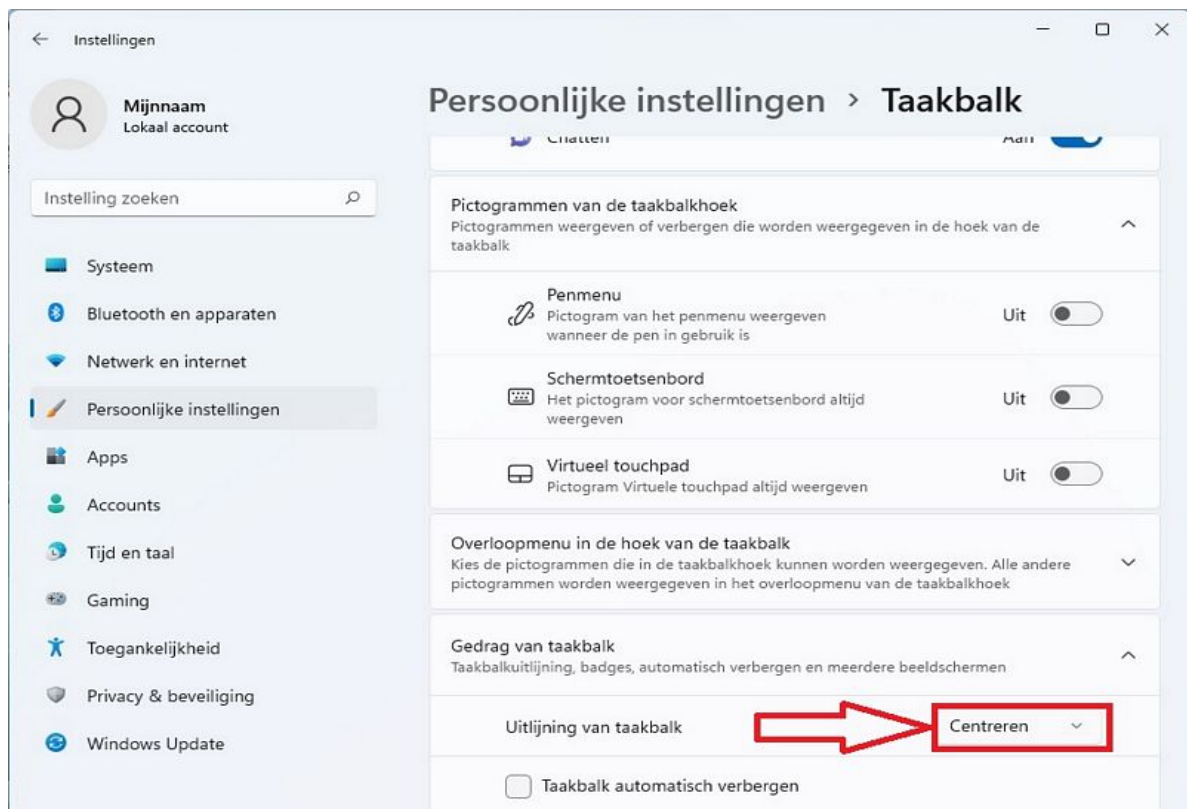 Instellingen
Mijnnaam
Lokaal account
Persoonlijke instellingen > Taakbalk
Chatten
Aan
Instelling zoeken
Systeem
Bluetooth en apparaten
Netwerk en internet
Persoonlijke instellingen
Apps
Accounts
Tijd en taal
Gaming
Toegankelijkheid
Privacy & beveiliging
Windows Update
Pictogrammen van de taakbalkhoek
Pictogrammen weergeven of verbergen die worden weergegeven in de hoek van de
taakbalk
Penmenu
Pictogram van het penmenu weergeven
wanneer de pen in gebruik is
Uit
Schermtoetsenbord
Het pictogram voor schermtoetsenbord altijd
weergeven
Uit
Virtueel touchpad
Pictogram Virtuele touchpad altijd weergeven
Uit
Overloopmenu in de hoek van de taakbalk
Kies de pictogrammen die in de taakbalkhoek kunnen worden weergegeven. Alle andere
pictogrammen worden weergegeven in het overloopmenu van de taakbalkhoek
Gedrag van taakbalk
Taakbalkuitlijning, badges, automatisch verbergen en meerdere beeldschermen
Uitlijning van taakbalk
Centreren
Taakbalk automatisch verbergen